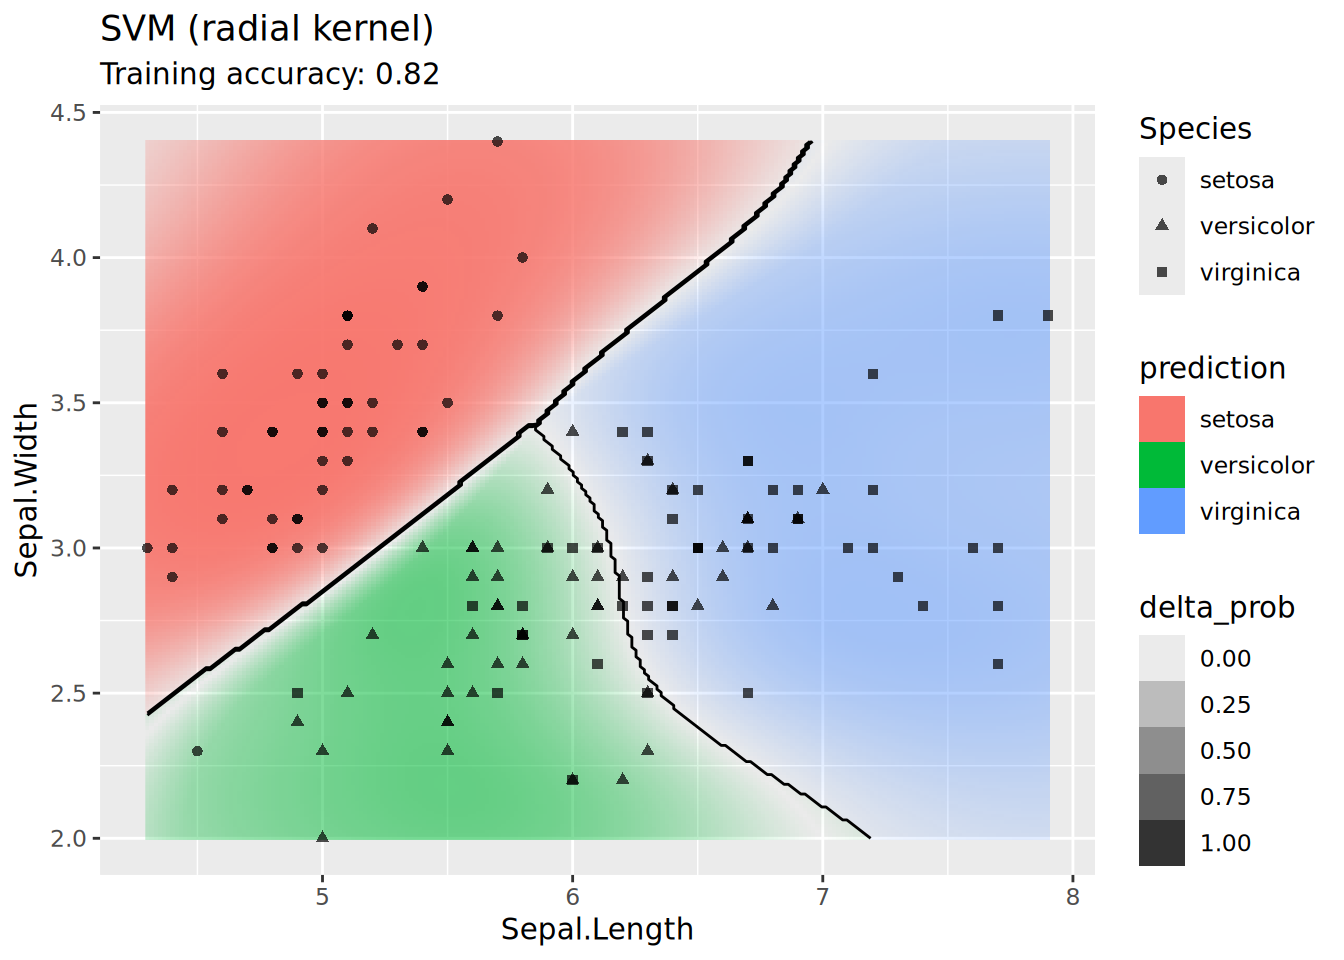 SVM (radial kernel)
Training accuracy: 0.82
4.5
4.0
3.5
3.0
2.5
2.0
Sepal.Width
5
6
7
8
Sepal.Length
Species
setosa
versicolor
virginica
prediction
setosa
versicolor
virginica
delta_prob
0.00
0.25
0.50
0.75
1.00